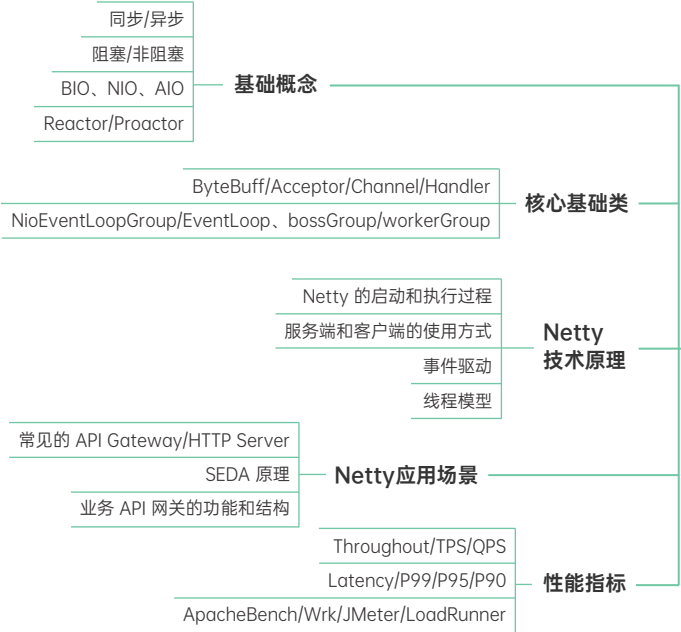 同步/异步
阻塞/非阻塞
BIO、NIO、AIO
Reactor/Proactor
基础概念
ByteBuff/Acceptor/Channel/Handler
NioEventLoopGroup/EventLoop、bossGroup/workerGroup
核心基础类
Netty 的启动和执行过程
服务端和客户端的使用方式
事件驱动
线程模型
Netty
技术原理
常见的 API Gateway/HTTP Server
SEDA 原理
业务 API 网关的功能和结构
Netty应用场景
Throughout/TPS/QPS
Latency/P99/P95/P90
ApacheBench/Wrk/JMeter/LoadRunner
性能指标